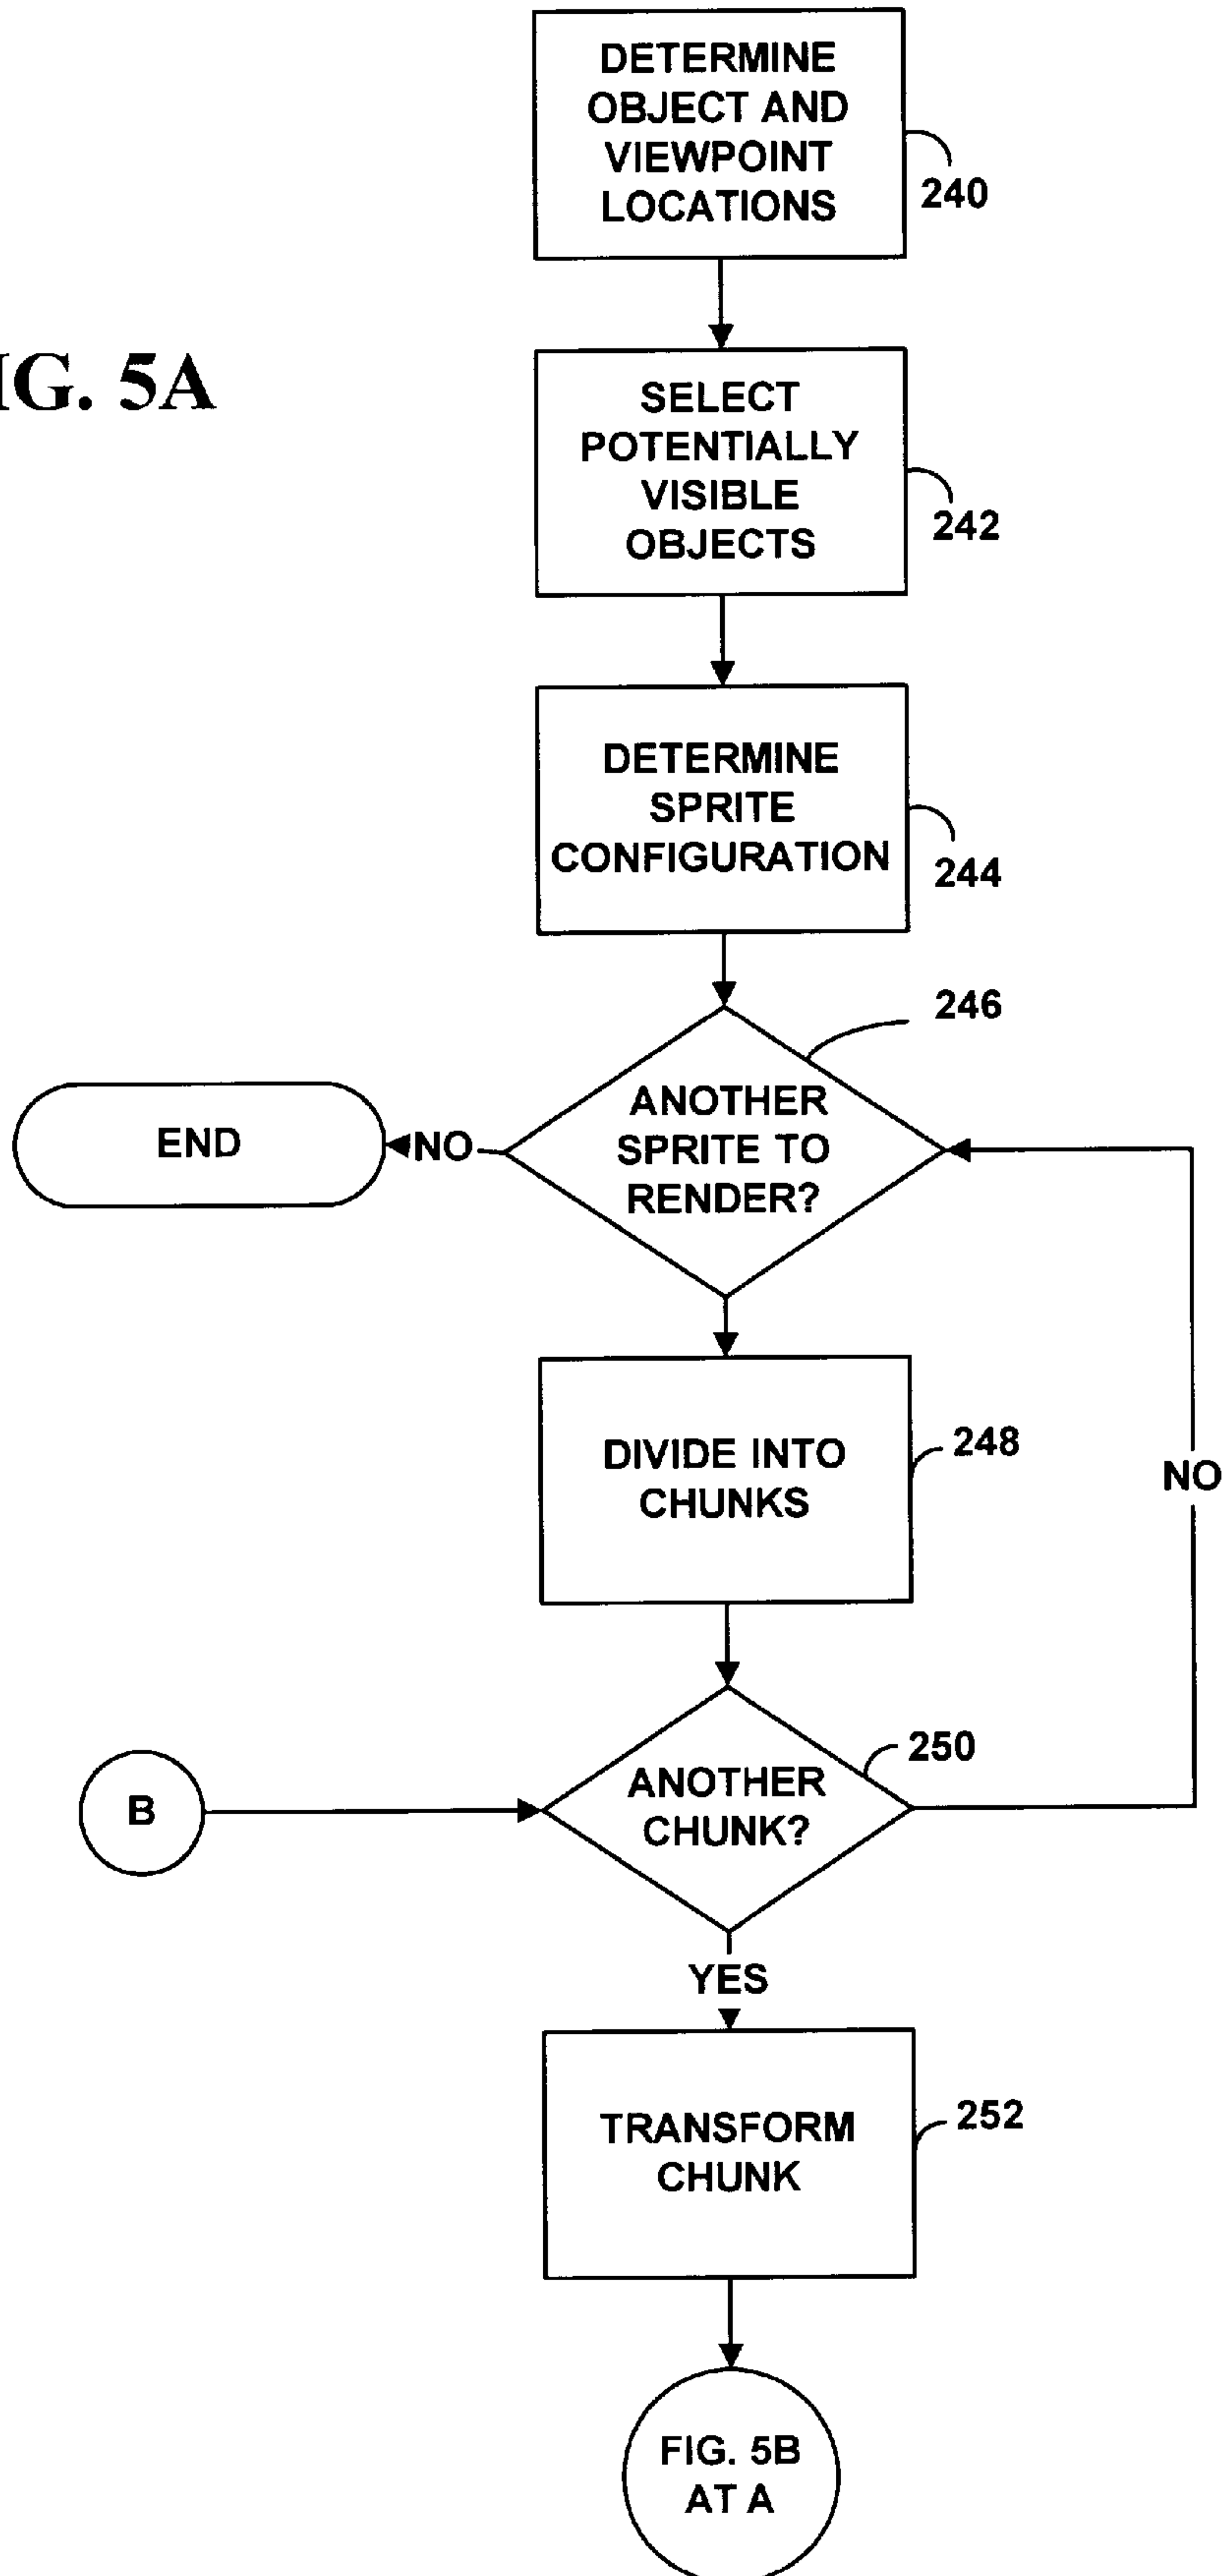 DETERMINE
OBJECT AND
VIEWPOINT
LOCATIONS
240
IG. 5A
SELECT
POTENTIALLY
VISIBLE
OBJECTS
242
DETERMINE
SPRITE
CONFIGURATION
244
246
ANOTHER
SPRITE TO
RENDER?
NO
END
DIVIDE INTO
CHUNKS
248
NO
250
ANOTHER
CHUNK?
B
YES
TRANSFORM
CHUNK
252
FIG. 5B
AT A